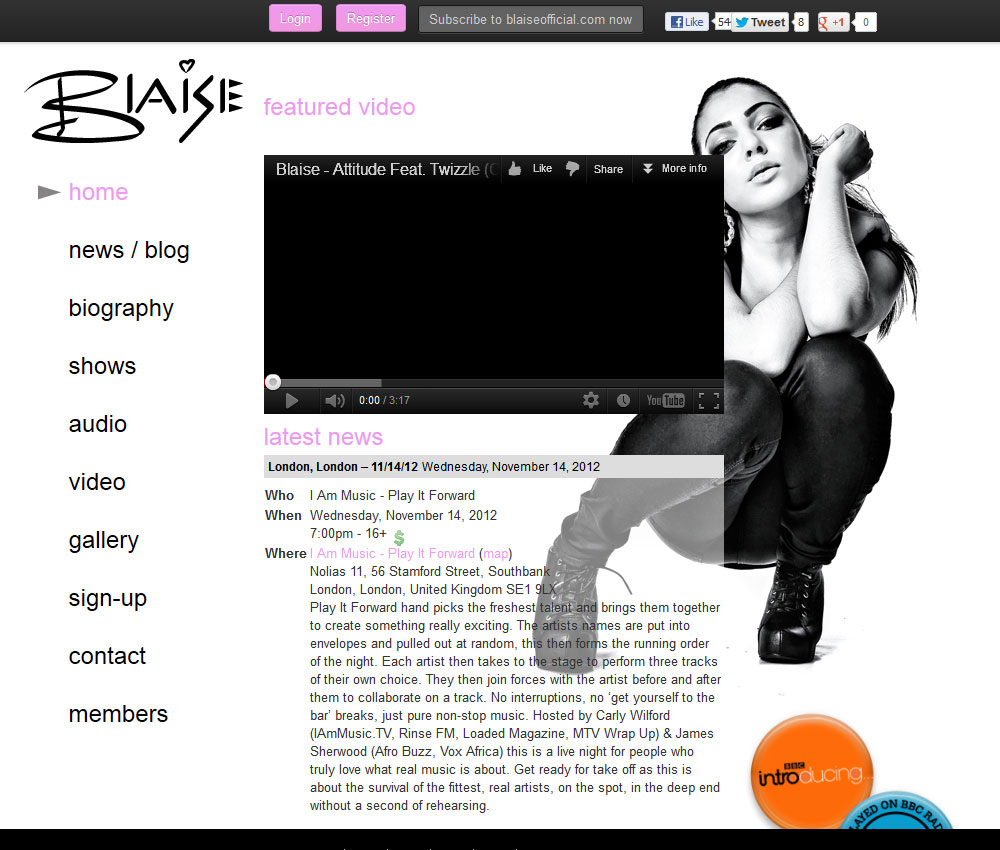 Login
Register
Subscribe to blaiseofficial.com now
Like
54
Tweet
8
+1
0
Blaise
featured video
Blaise - Attitude Feat. Twizzle
Like
Share
More info
home
news / blog
biography
shows
audio
video
gallery
sign-up
contact
members
0:00 / 3:17
YouTube
latest news
London, London – 11/14/12 Wednesday, November 14, 2012
Who I Am Music - Play It Forward
When Wednesday, November 14, 2012
7:00pm - 16+
Where I Am Music - Play It Forward (map)
Nolias 11, 56 Stamford Street, Southbank
London, London, United Kingdom SE1 9LX
Play It Forward hand picks the freshest talent and brings them together
to create something really exciting. The artists names are put into
envelopes and pulled out at random, this then forms the running order
of the night. Each artist then takes to the stage to perform three tracks
of their own choice. They then join forces with the artist before and after
them to collaborate on a track. No interruptions, no ‘get yourself to the
bar’ breaks, just pure non-stop music. Hosted by Carly Wilford
(IAmMusic.TV, Rinse FM, Loaded Magazine, MTV Wrap Up) & James
Sherwood (Afro Buzz, Vox Africa) this is a live night for people who
truly love what real music is about. Get ready for take off as this is
about the survival of the fittest, real artists, on the spot, in the deep end
without a second of rehearsing.
BBC
introducing
ON BBC